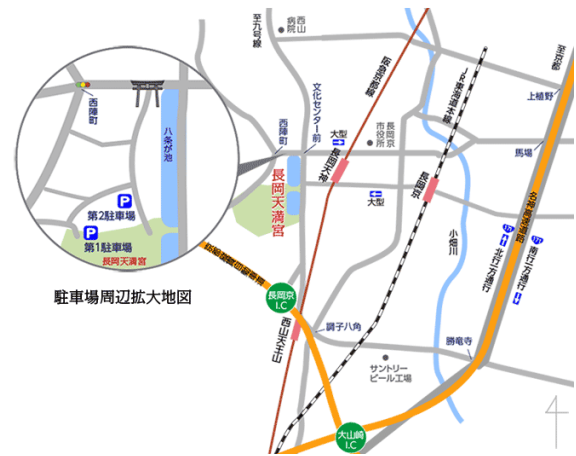 至九号線
西山
病院
阪急京都線
JR東海道本線
至京都
上植野
文化センター前
西陣町
大型
長岡天神
長岡京
市役所
長岡京
馬場
大型
長岡天満宮
小畑川
名神高速道路
171
北行一方通行
171
南行一方通行
西陣町
八条が池
P
第2駐車場
P
第1駐車場
長岡天満宮
駐車場周辺拡大地図
長岡京
I.C
西山天王山
調子八角
サントリー
ビール工場
勝竜寺
大山崎
I.C